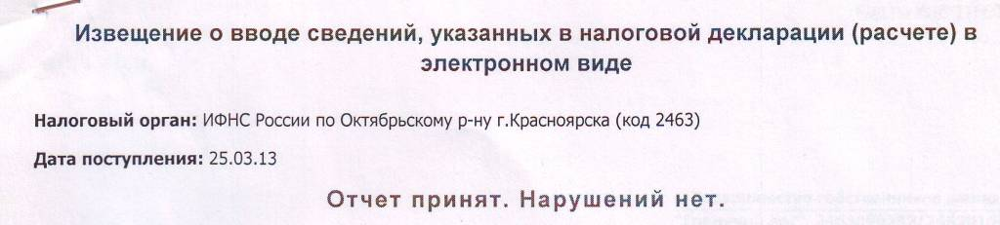 Извещение о вводе сведений, указанных в налоговой декларации (расчете) в
электронном виде
Налоговый орган: ИФНС России по Октябрьскому р-ну г.Красноярска (код 2463)
Дата поступления: 25.03.13
Отчет принят. Нарушений нет.